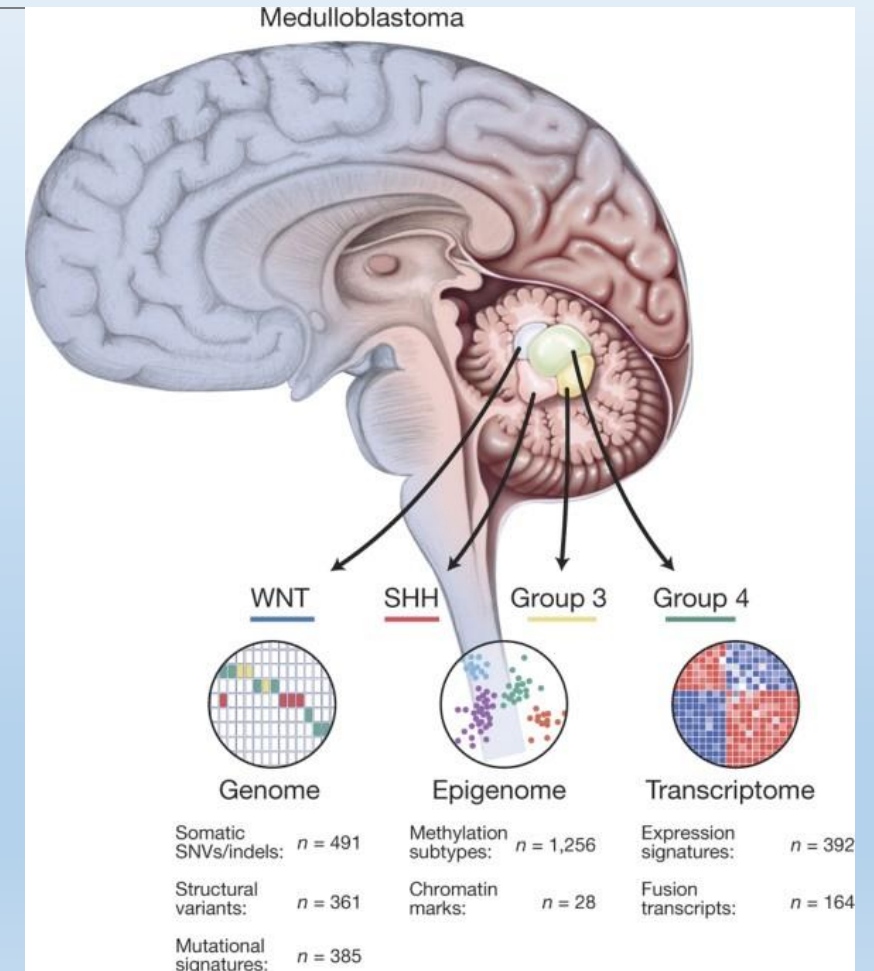 Medulloblastoma
WNT SHH Group 3 Group 4
Genome Epigenome Transcriptome
Somatic
SNVs/indels: n = 491
Structural
variants: n = 361
Mutational
signatures: n = 385
Methylation
subtypes: n = 1,256
Chromatin
marks: n = 28
Expression
signatures: n = 392
Fusion
transcripts: n = 164